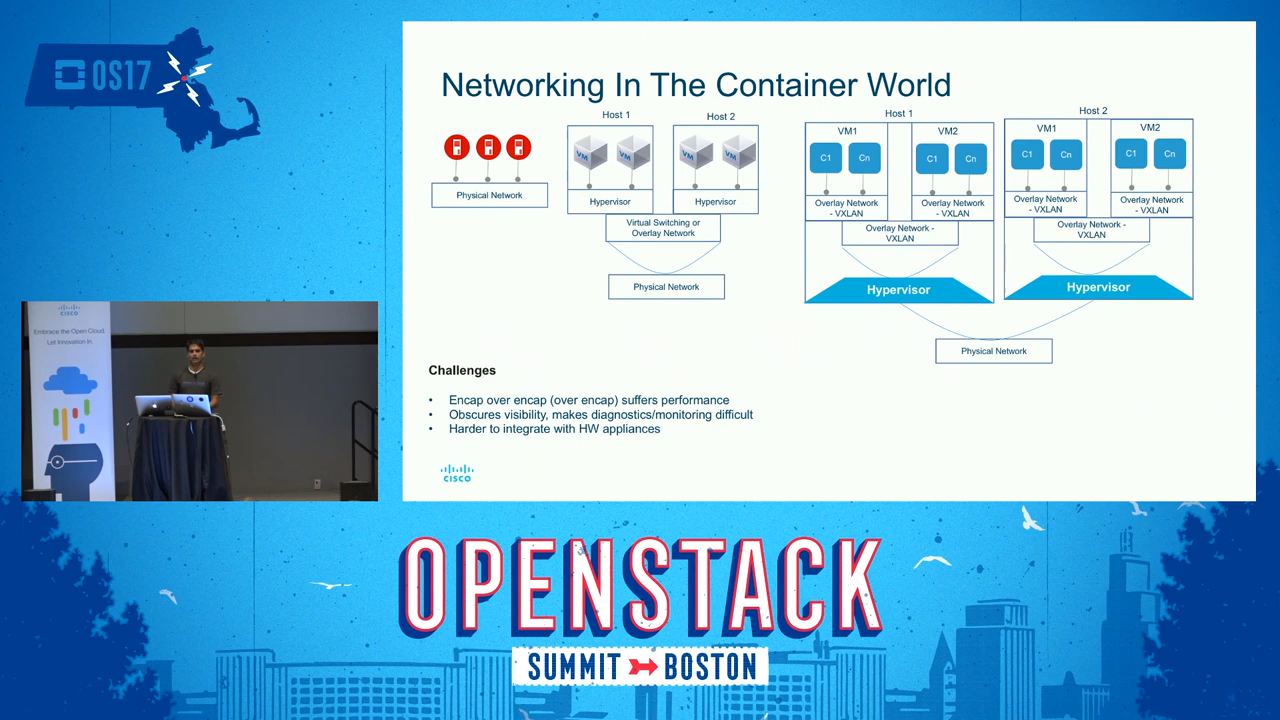 OS17
Networking In The Container World
Host 1
Host 2
Host 1
Host 2
VM
VM
VM
VM
VM1
VM2
VM1
VM2
C1
Cn
C1
Cn
C1
Cn
C1
Cn
Physical Network
Hypervisor
Hypervisor
Overlay Network
- VXLAN
Overlay Network
- VXLAN
Overlay Network
- VXLAN
Overlay Network
- VXLAN
Virtual Switching or
Overlay Network
Overlay Network -
VXLAN
Overlay Network -
VXLAN
Physical Network
Hypervisor
Hypervisor
Physical Network
Challenges
• Encap over encap (over encap) suffers performance
• Obscures visibility, makes diagnostics/monitoring difficult
• Harder to integrate with HW appliances
CISCO
CISCO
Embrace the Open Cloud.
Let Innovation In.
OPENSTACK
SUMMIT BOSTON